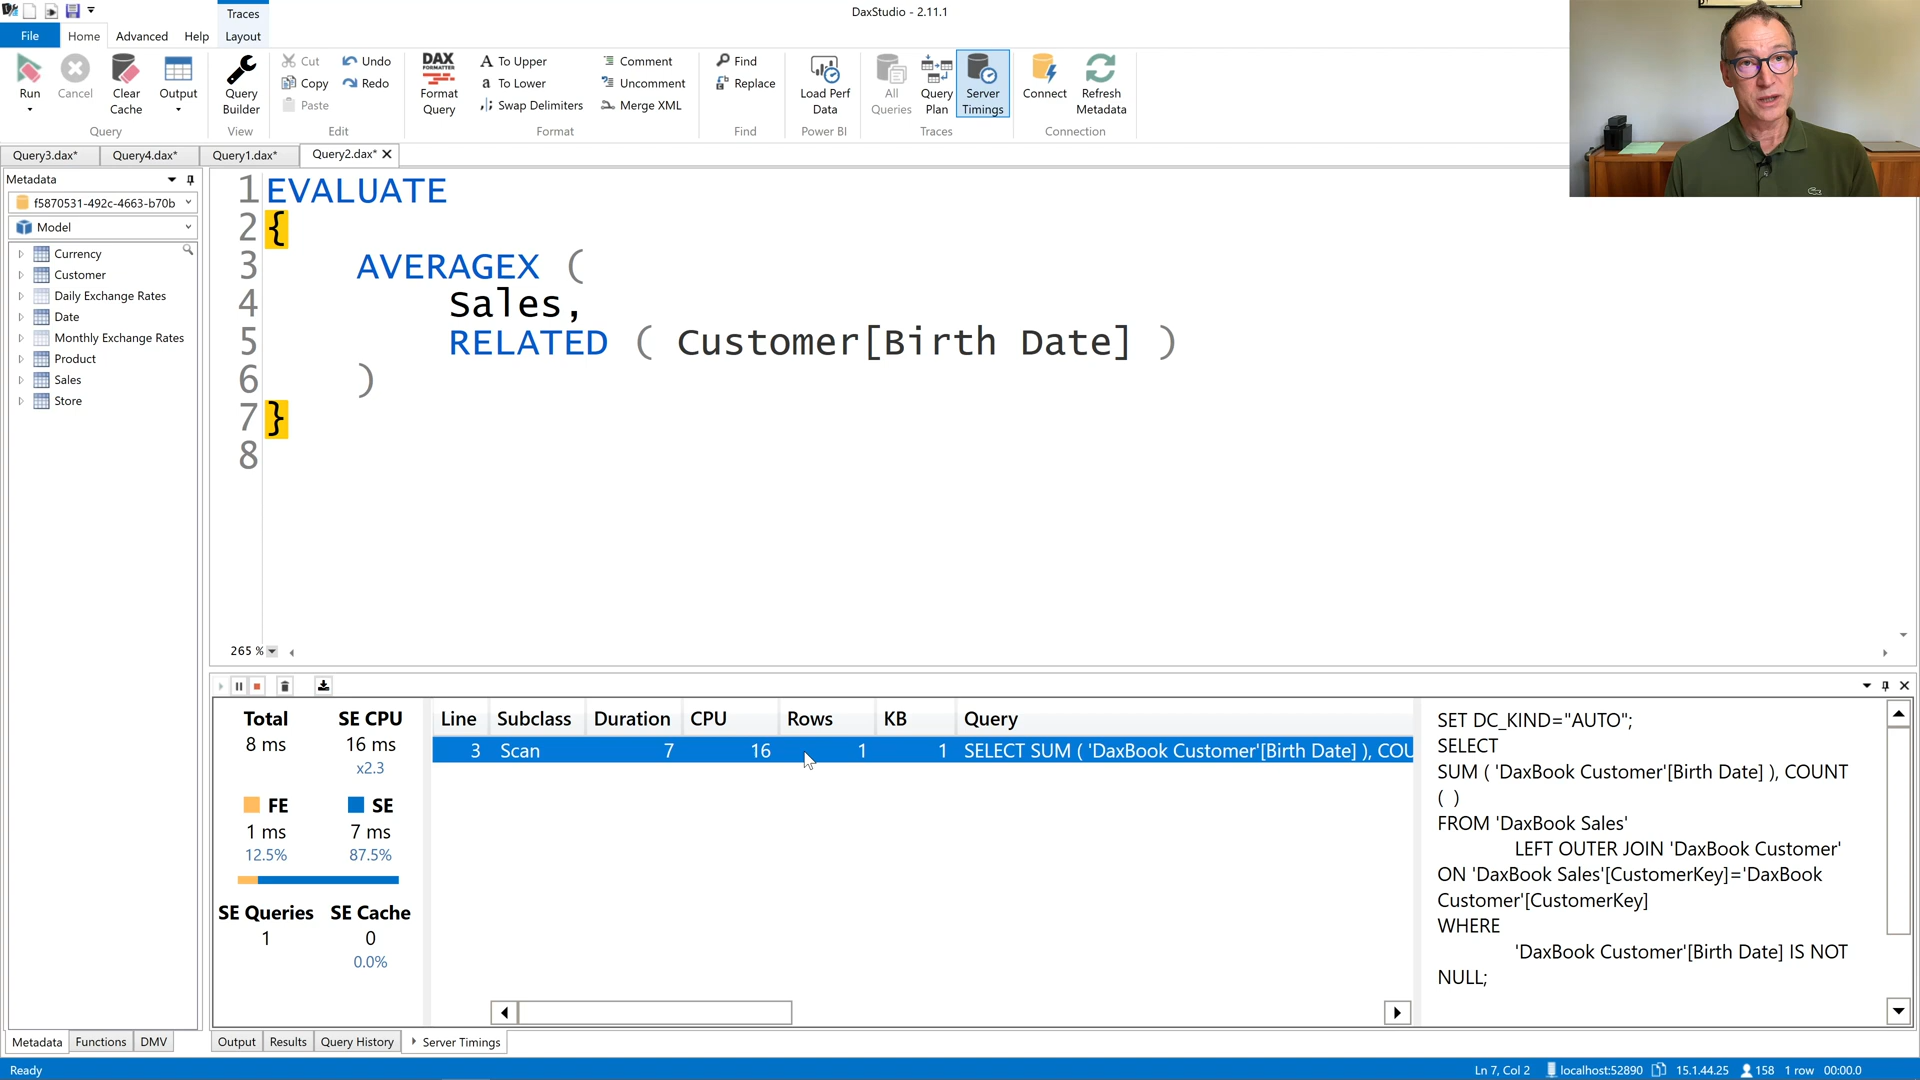 DaxStudio - 2.11.1
Traces
File
Home
Advanced
Help
Layout
Run
Cancel
Clear
Cache
Output
Query
Query
Builder
View
Cut
Copy
Paste
Undo
Redo
Edit
DAX
FORMATTER
Format
Query
A To Upper
a To Lower
Swap Delimiters
Comment
Uncomment
Merge XML
Format
Find
Replace
Find
Load Perf
Data
Power BI
All
Queries
Query
Plan
Server
Timings
Traces
Connect
Refresh
Metadata
Connection
Query3.dax*
Query4.dax*
Query1.dax*
Query2.dax*
Metadata
f5870531-492c-4663-b70b
Model
Currency
Customer
Daily Exchange Rates
Date
Monthly Exchange Rates
Product
Sales
Store
1 EVALUATE
2 {
3 AVERAGEX (
4 Sales,
5 RELATED ( Customer[Birth Date] )
6 )
7 }
8
265 %
Total
8 ms
SE CPU
16 ms
x2.3
FE
1 ms
12.5%
SE
7 ms
87.5%
SE Queries
1
SE Cache
0
0.0%
Line Subclass Duration CPU Rows KB Query
3 Scan 7 16 1 1 SELECT SUM ( 'DaxBook Customer'[Birth Date] ), COU
SET DC_KIND="AUTO";
SELECT
SUM ( 'DaxBook Customer'[Birth Date] ), COUNT
( )
FROM 'DaxBook Sales'
LEFT OUTER JOIN 'DaxBook Customer'
ON 'DaxBook Sales'[CustomerKey]='DaxBook
Customer'[CustomerKey]
WHERE
'DaxBook Customer'[Birth Date] IS NOT
NULL;
Metadata
Functions
DMV
Output
Results
Query History
Server Timings
Ready
Ln 7, Col 2
localhost:52890
15.1.44.25
158
1 row
00:00.0